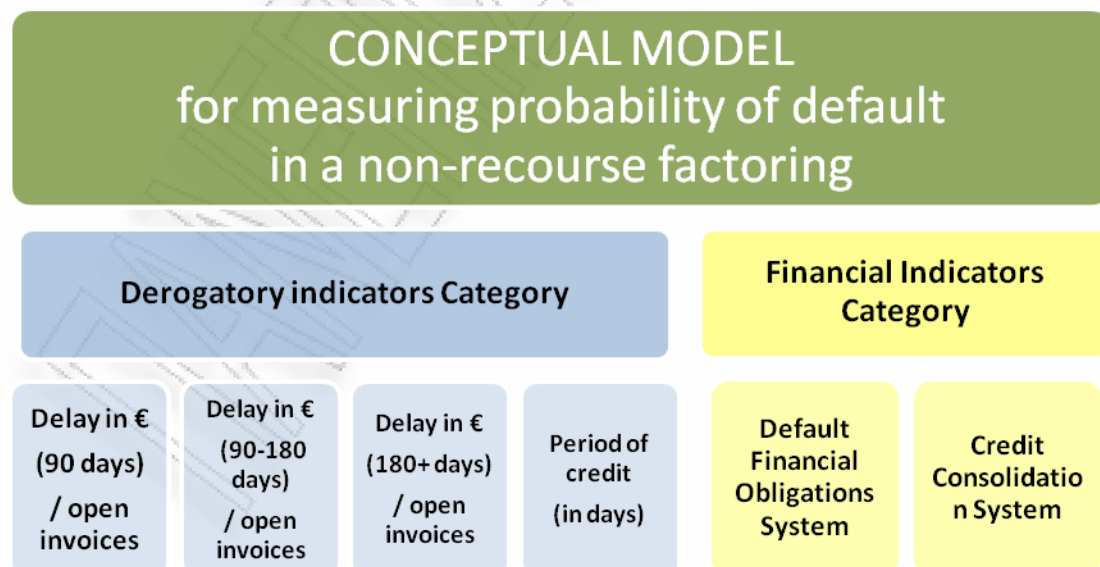 CONCEPTUAL MODEL
for measuring probability of default
in a non-recourse factoring
Derogatory indicators Category
Financial Indicators
Category
Delay in €
(90 days)
/ open
invoices
Delay in €
(90-180
days)
/ open
invoices
Delay in €
(180+ days)
/ open
invoices
Period of
credit
(in days)
Default
Financial
Obligations
System
Credit
Consolidatio
n System